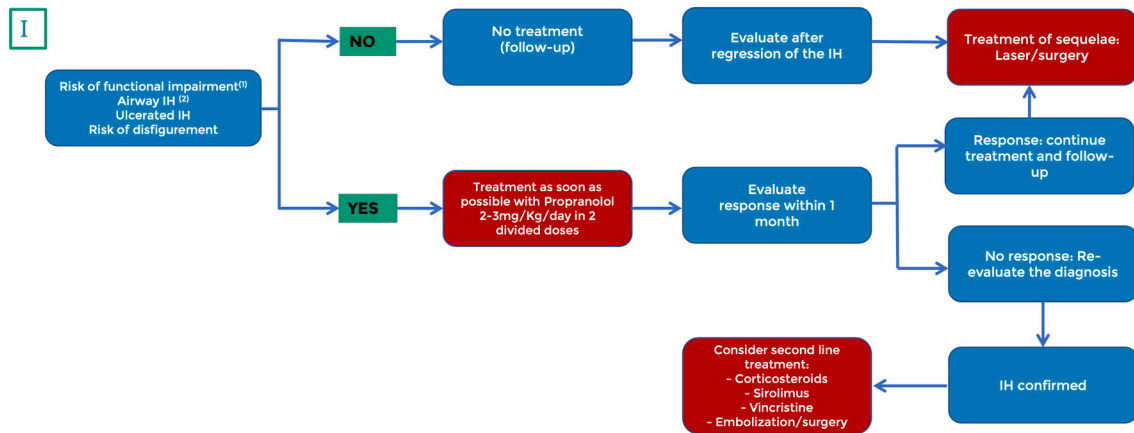 I
Risk of functional impairment(1)
Airway IH (2)
Ulcerated IH
Risk of disfigurement
NO
No treatment
(follow-up)
Evaluate after
regression of the IH
Treatment of sequelae:
Laser/surgery
YES
Treatment as soon as
possible with Propranolol
2-3mg/Kg/day in 2
divided doses
Evaluate
response within 1
month
Response: continue
treatment and follow-
up
No response: Re-
evaluate the diagnosis
IH confirmed
Consider second line
treatment:
- Corticosteroids
- Sirolimus
- Vincristine
- Embolization/surgery